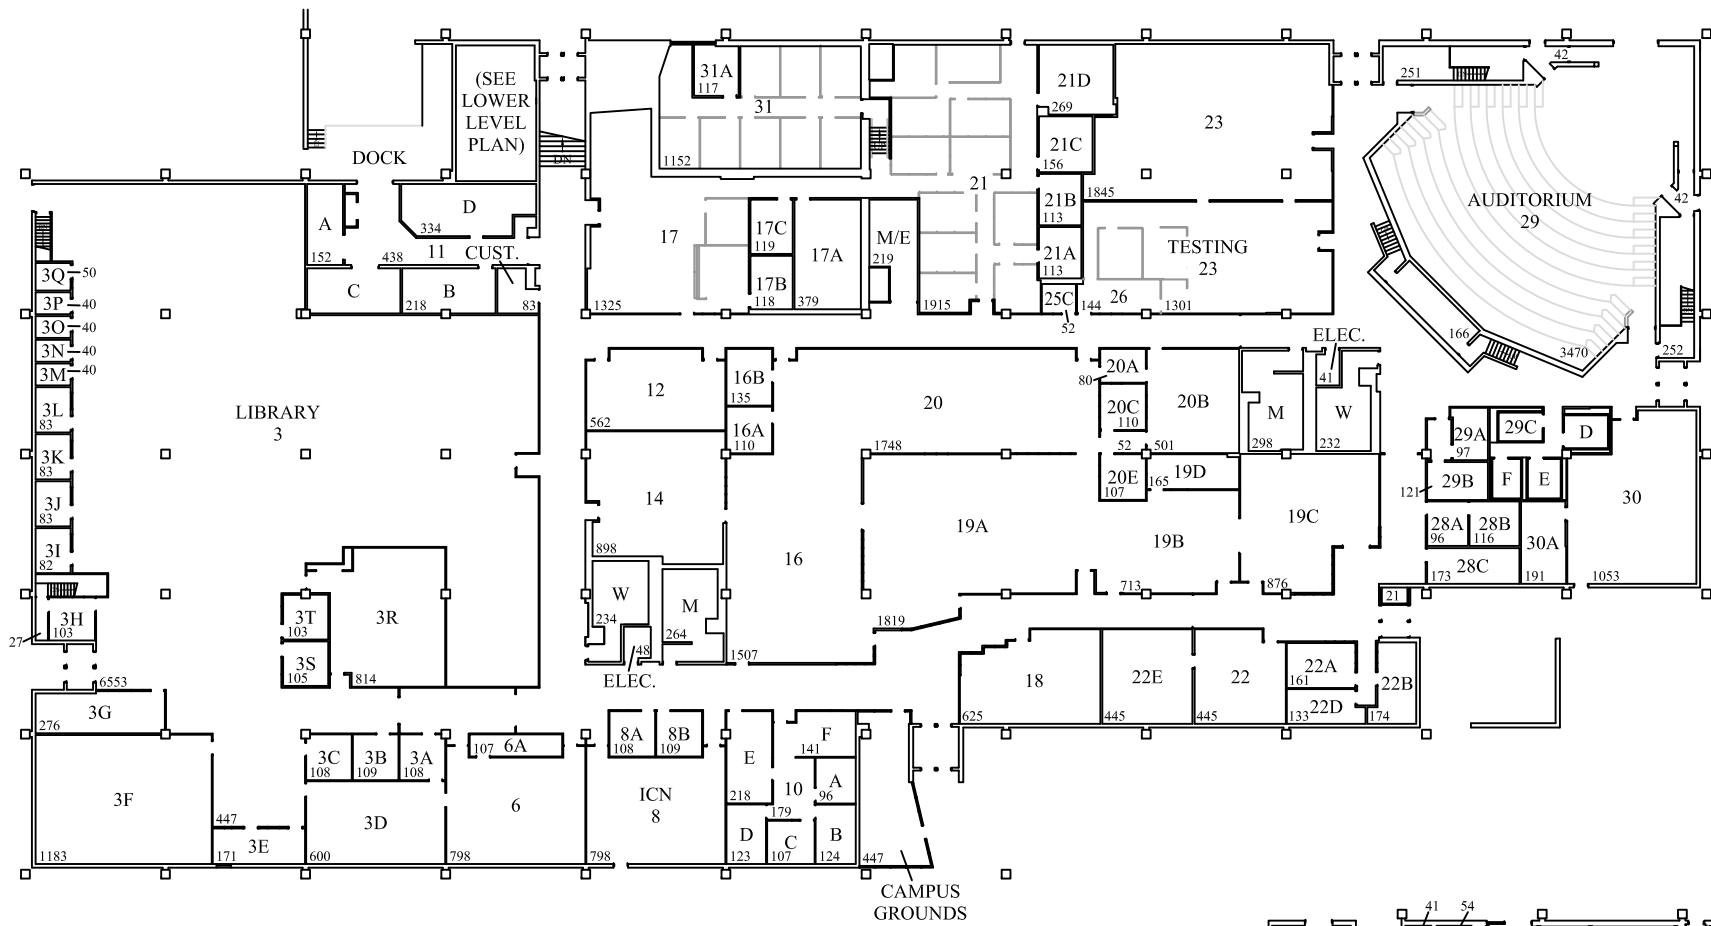 42
251
31A
117
(SEE
LOWER
LEVEL
PLAN)
21D
269
31
23
DOCK
DN
1152
21C
156
21
1845
A
D
334
152
438
11
CUST.
17
17C
119
17A
M/E
219
21B
113
21A
113
TESTING
23
AUDITORIUM
29
42
3Q
50
3P
40
3O
40
3N
40
3M
40
C
218
B
83
1325
17B
118
379
1915
25C
52
144
26
1301
166
3470
252
ELEC.
41
12
562
16B
135
16A
110
20
1748
20A
80
20C
110
52
20B
501
M
298
W
232
LIBRARY
3
3L
83
3K
83
3J
83
3I
82
14
898
16
19A
20E
107
19D
165
19B
713
19C
876
29A
97
29C
D
29B
121
F
E
30
28A
96
28B
116
28C
173
30A
191
1053
21
3H
103
27
3T
103
3R
3S
105
814
W
234
M
264
48
ELEC.
1507
1819
18
625
22E
445
22
445
22A
161
22D
133
22B
174
6553
3G
276
3C
108
3B
109
3A
108
107
6A
8A
108
8B
109
E
218
F
141
A
96
10
179
3F
1183
447
3E
171
3D
600
6
798
ICN
8
798
D
123
C
107
B
124
447
CAMPUS
GROUNDS
41
54